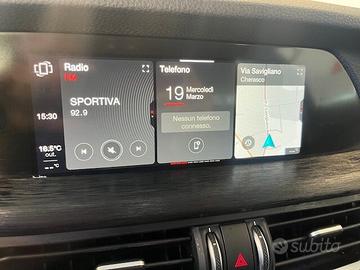 Radio
FM
SPORTIVA
92.9
15:30
16.5°C
out.
--°C
Telefono
19 Mercoledì
Marzo
Nessun telefono
connesso.
Via Savigliano
Cherasco
subito